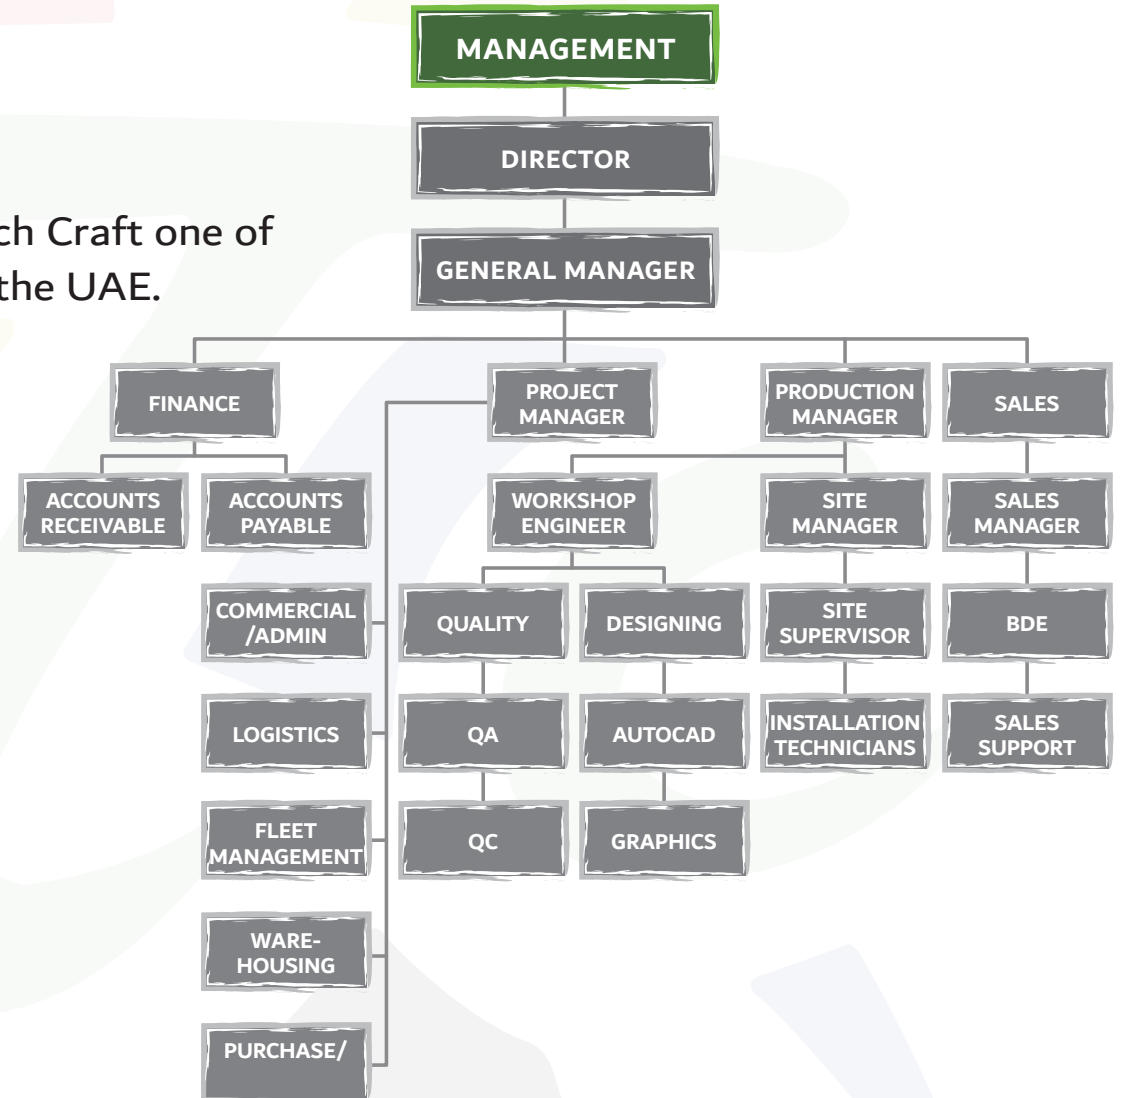 MANAGEMENT
DIRECTOR
ch Craft one of
the UAE.
GENERAL MANAGER
FINANCE
PROJECT
MANAGER
PRODUCTION
MANAGER
SALES
ACCOUNTS
RECEIVABLE
ACCOUNTS
PAYABLE
WORKSHOP
ENGINEER
SITE
MANAGER
SALES
MANAGER
COMMERCIAL
/ADMIN
QUALITY
DESIGNING
SITE
SUPERVISOR
BDE
LOGISTICS
QA
AUTOCAD
INSTALLATION
TECHNICIANS
SALES
SUPPORT
FLEET
MANAGEMENT
QC
GRAPHICS
WARE-
HOUSING
PURCHASE/